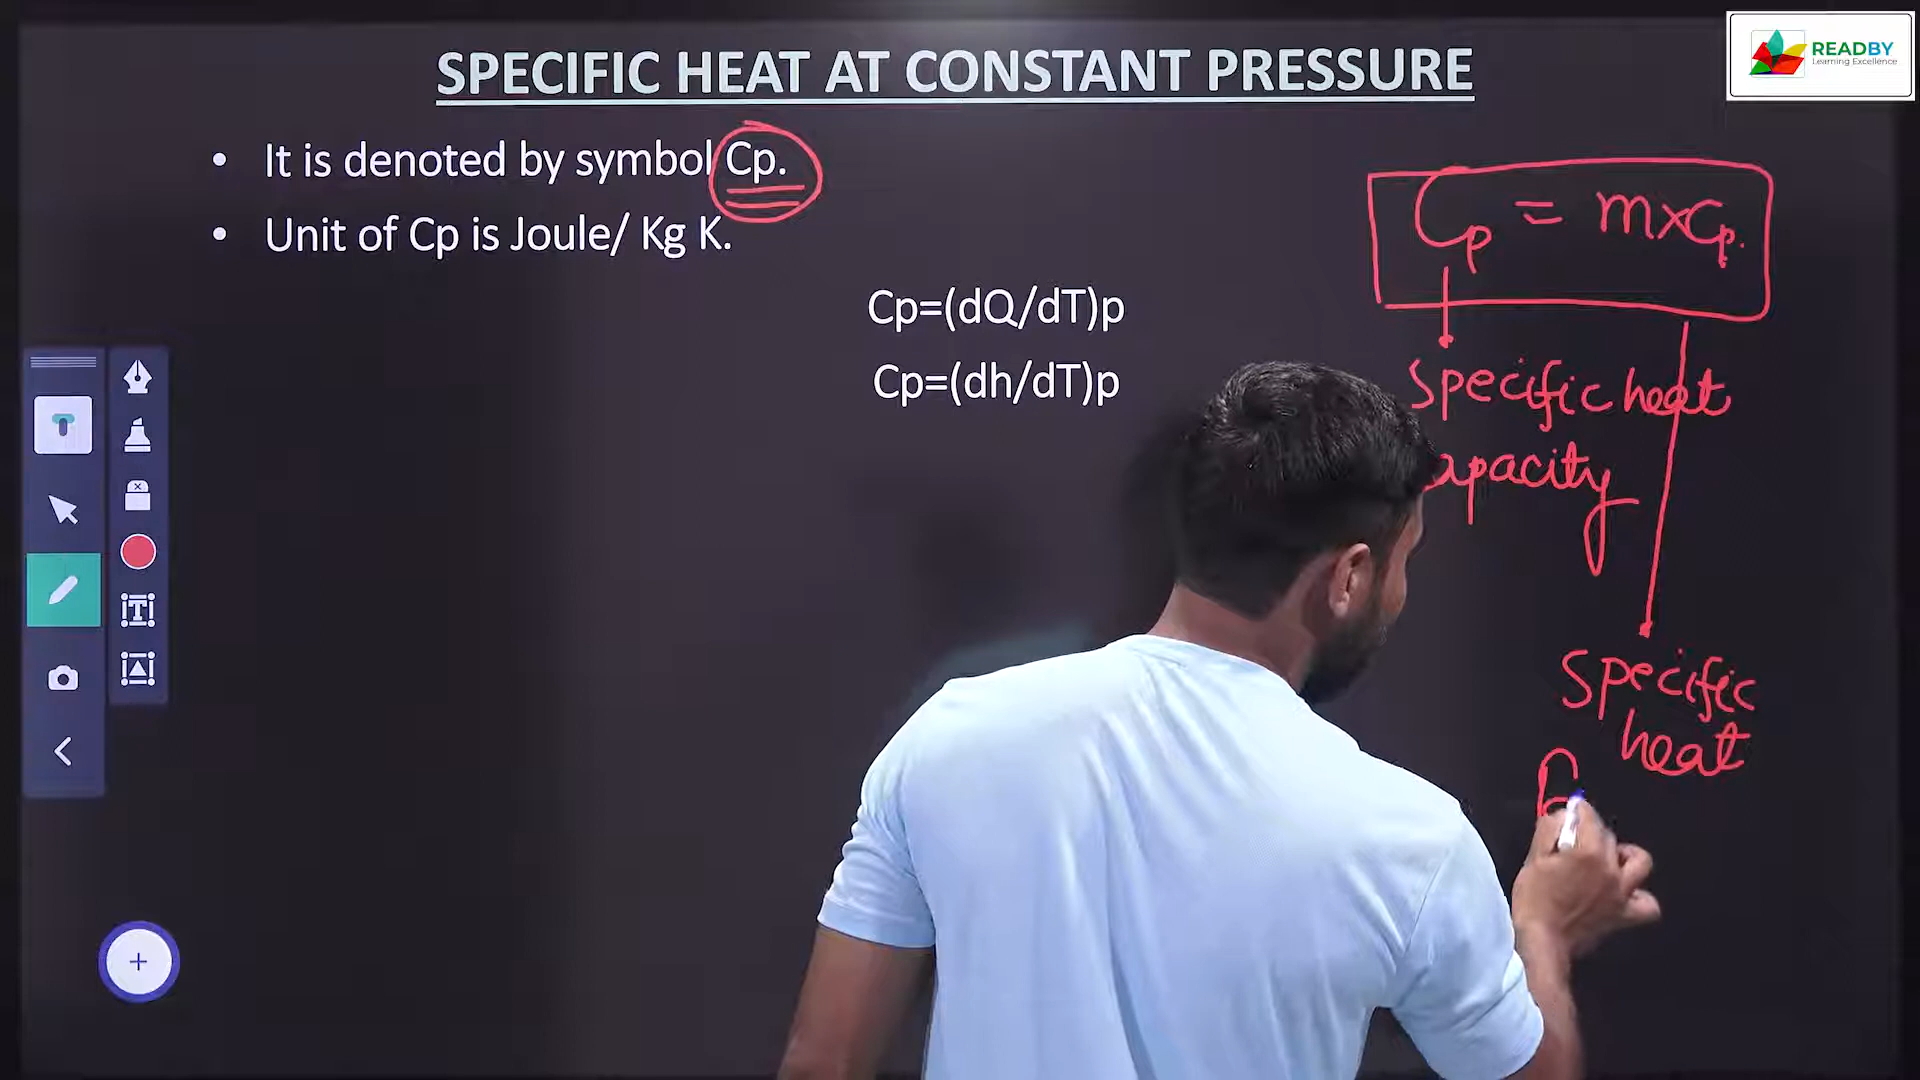 SPECIFIC HEAT AT CONSTANT PRESSURE
READBY
Learning Excellence
• It is denoted by symbol Cp.
• Unit of Cp is Joule/ Kg K.
Cp=(dQ/dT)p
Cp=(dh/dT)p
Cp = m×Cp.
Specific heat
apacity
Specific
heat